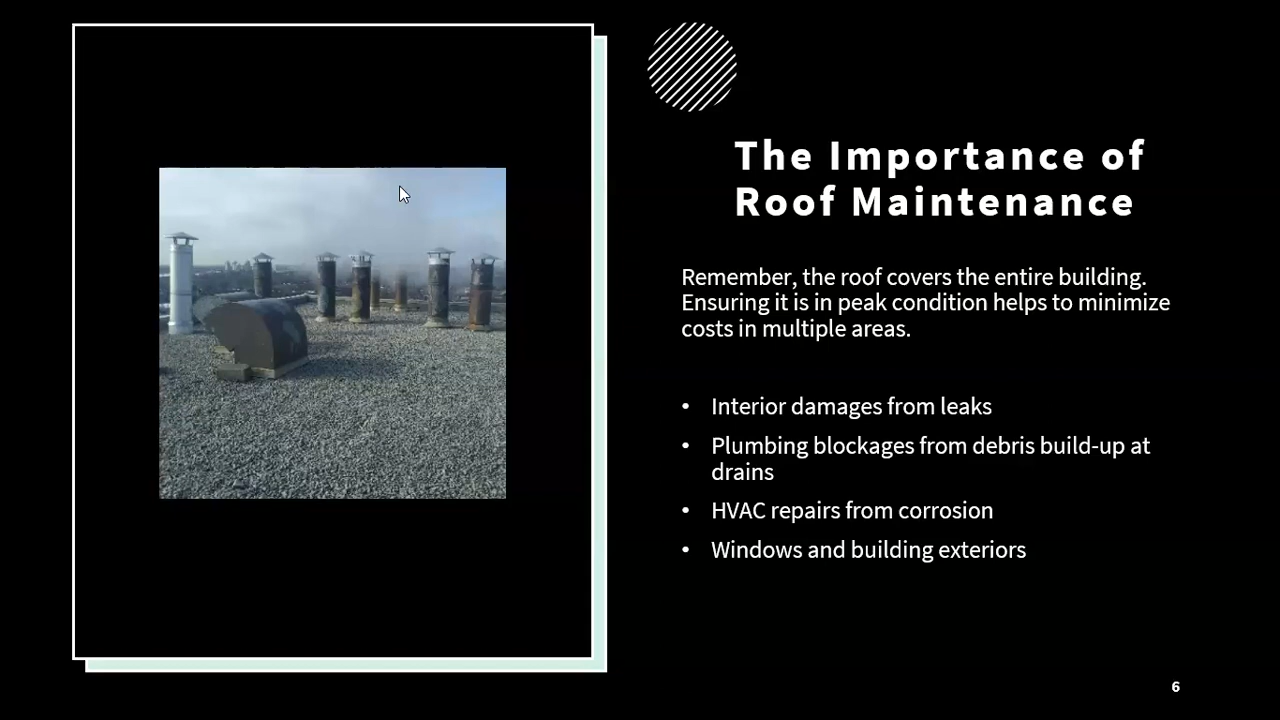 The Importance of
Roof Maintenance
Remember, the roof covers the entire building.
Ensuring it is in peak condition helps to minimize
costs in multiple areas.
• Interior damages from leaks
• Plumbing blockages from debris build-up at
drains
• HVAC repairs from corrosion
• Windows and building exteriors
6